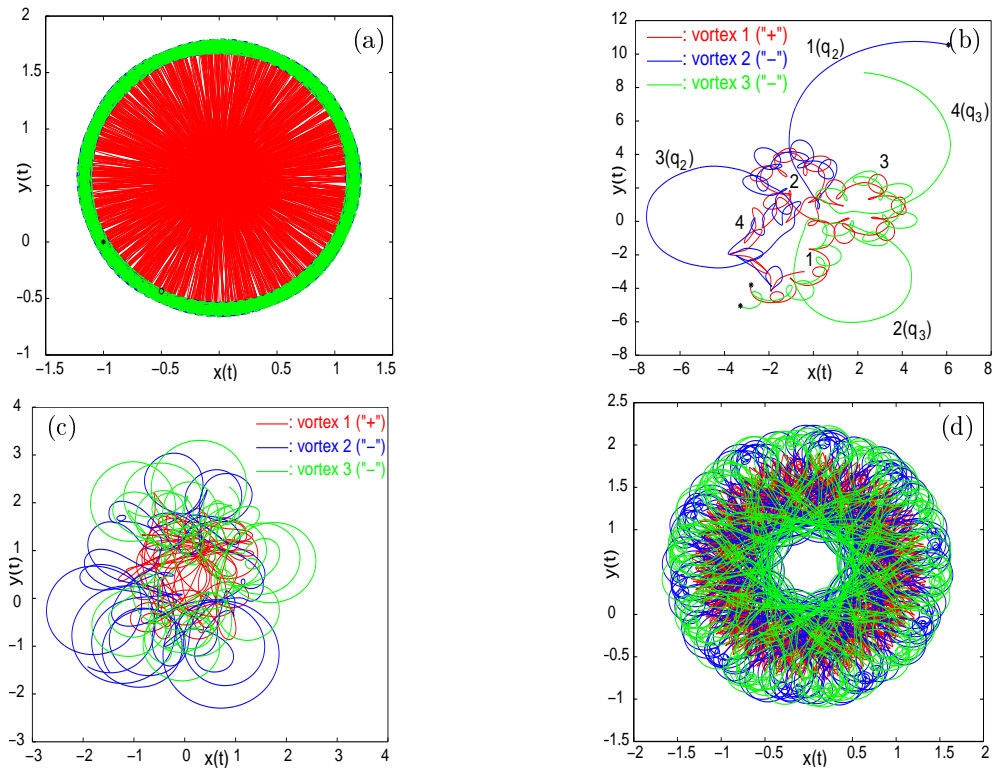 (a)
y(t)
2
1.5
1
0.5
0
−0.5
−1
−1.5 −1 −0.5 0 0.5 1 1.5
x(t)
(b)
—: vortex 1 ("+")
—: vortex 2 ("−")
—: vortex 3 ("−")
1(q2)
4(q3)
3(q2)
3
2
4
1
2(q3)
y(t)
12
10
8
6
4
2
0
−2
−4
−6
−8
−8 −6 −4 −2 0 2 4 6 8
x(t)
(c)
—: vortex 1 ("+")
—: vortex 2 ("−")
—: vortex 3 ("−")
y(t)
4
3
2
1
0
−1
−2
−3
−3 −2 −1 0 1 2 3 4
x(t)
(d)
y(t)
2.5
2
1.5
1
0.5
0
−0.5
−1
−1.5
−2 −1.5 −1 −0.5 0 0.5 1 1.5 2
x(t)